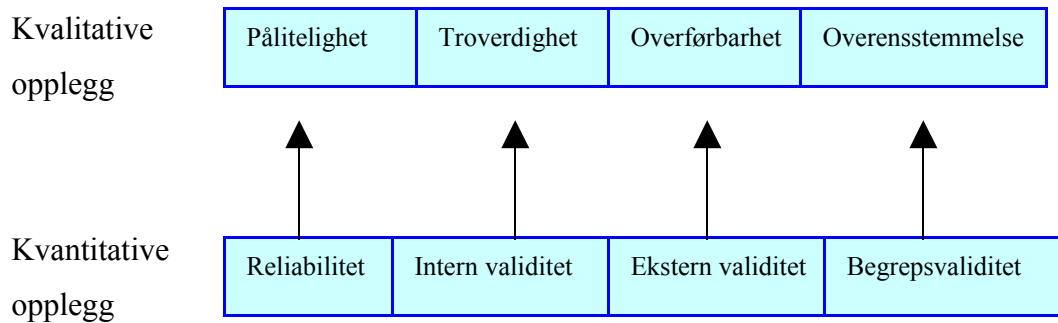 Kvalitative
opplegg
Pålitelighet
Troverdighet
Overførbarhet
Overensstemmelse
Kvantitative
opplegg
Reliabilitet
Intern validitet
Ekstern validitet
Begrepsvaliditet